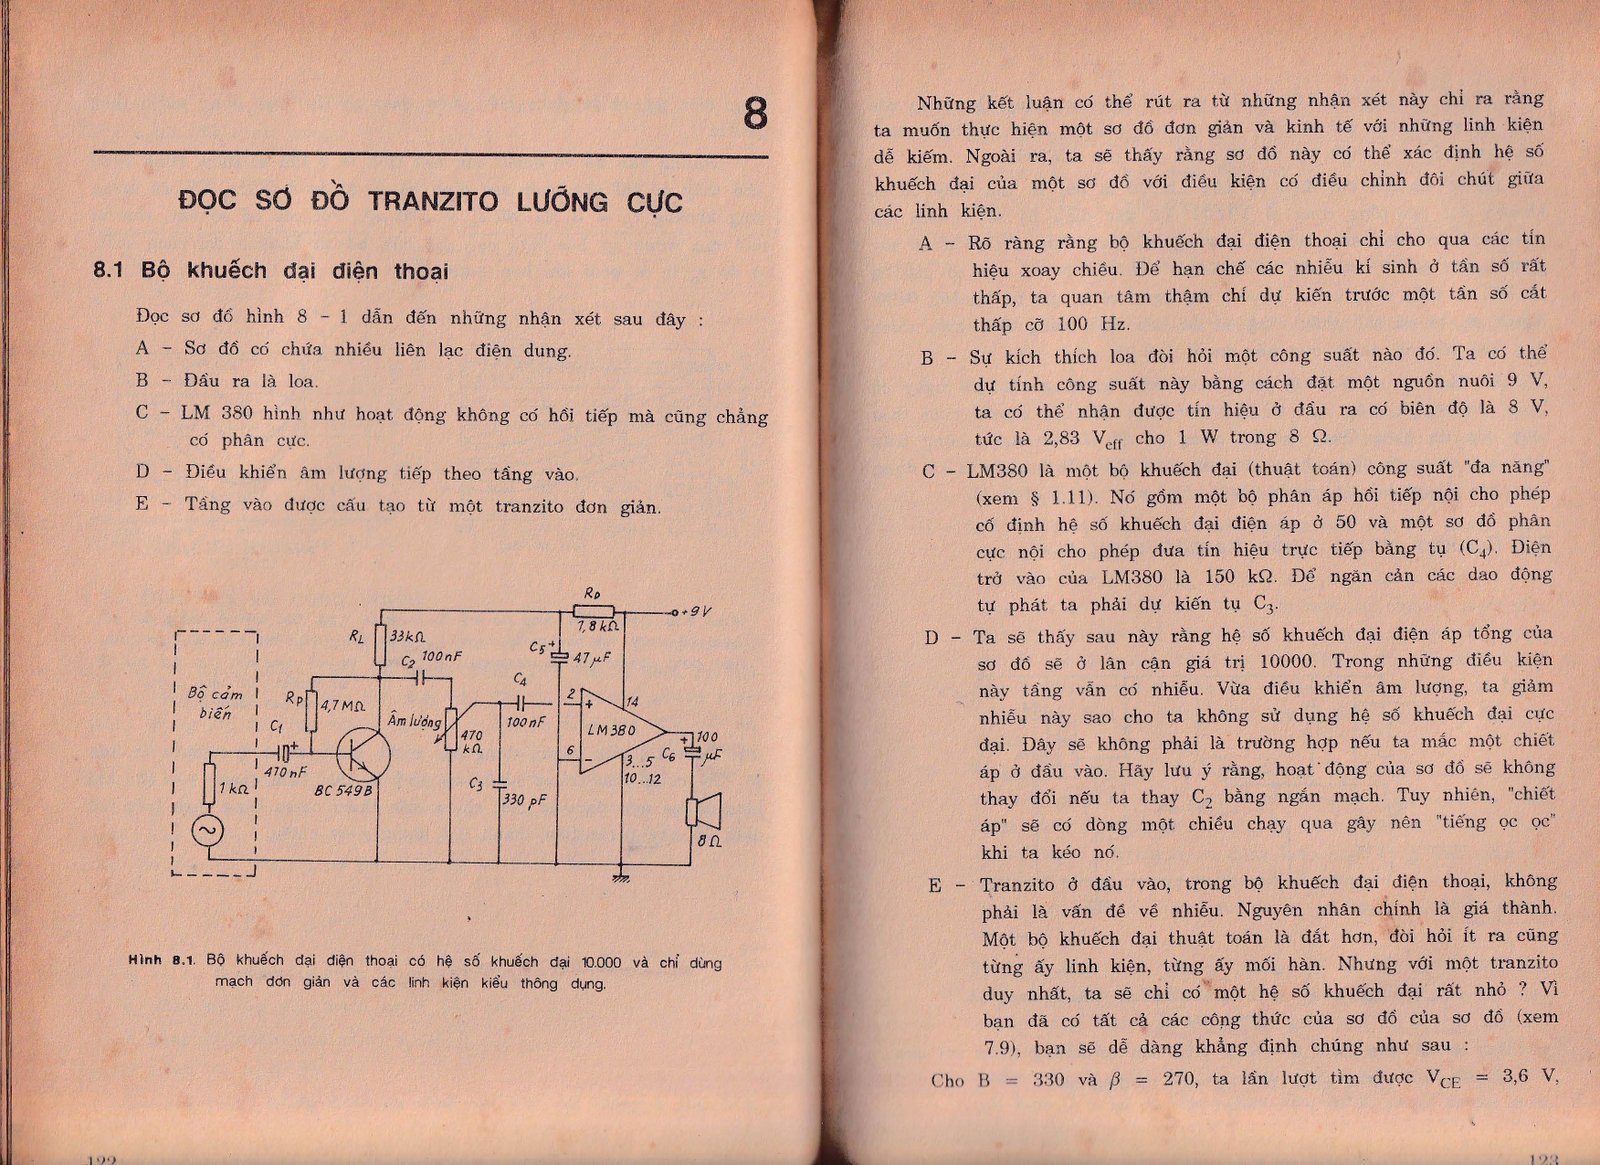 8
ĐỌC SƠ ĐỒ TRANZITO LƯỠNG CỰC
8.1 Bộ khuếch đại điện thoại
Đọc sơ đồ hình 8 - 1 dẫn đến những nhận xét sau đây :
A - Sơ đồ có chứa nhiều liên lạc điện dung.
B - Đầu ra là loa.
C - LM 380 hình như hoạt động không có hồi tiếp mà cũng chẳng
có phân cực.
D - Điều khiển âm lượng tiếp theo tầng vào.
E - Tầng vào được cấu tạo từ một tranzito đơn giản.
RD
+9V
1,8kΩ
RL
33kΩ
C2
100nF
C5
+
47µF
Bộ cảm
biến
Rp
4,7MΩ
C4
100nF
2
+
14
LM380
Âm lượng
470
kΩ
C1
+
470nF
6
-
3...5
10...12
C6
+
100
µF
1kΩ
BC549B
C3
330pF
8Ω
Hình 8.1. Bộ khuếch đại điện thoại có hệ số khuếch đại 10.000 và chỉ dùng
mạch đơn giản và các linh kiện kiểu thông dụng.
122
Những kết luận có thể rút ra từ những nhận xét này chỉ ra rằng
ta muốn thực hiện một sơ đồ đơn giản và kinh tế với những linh kiện
dễ kiếm. Ngoài ra, ta sẽ thấy rằng sơ đồ này có thể xác định hệ số
khuếch đại của một sơ đồ với điều kiện có điều chỉnh đôi chút giữa
các linh kiện.
A - Rõ ràng rằng bộ khuếch đại điện thoại chỉ cho qua các tín
hiệu xoay chiều. Để hạn chế các nhiễu kí sinh ở tần số rất
thấp, ta quan tâm thậm chí dự kiến trước một tần số cắt
thấp cỡ 100 Hz.
B - Sự kích thích loa đòi hỏi một công suất nào đó. Ta có thể
dự tính công suất này bằng cách đặt một nguồn nuôi 9 V,
ta có thể nhận được tín hiệu ở đầu ra có biên độ là 8 V,
tức là 2,83 Veff cho 1 W trong 8 Ω.
C - LM380 là một bộ khuếch đại (thuật toán) công suất "đa năng"
(xem § 1.11). Nó gồm một bộ phân áp hồi tiếp nội cho phép
cố định hệ số khuếch đại điện áp ở 50 và một sơ đồ phân
cực nội cho phép đưa tín hiệu trực tiếp bằng tụ (C4). Điện
trở vào của LM380 là 150 kΩ. Để ngăn cản các dao động
tự phát ta phải dự kiến tụ C3.
D - Ta sẽ thấy sau này rằng hệ số khuếch đại điện áp tổng của
sơ đồ sẽ ở lân cận giá trị 10000. Trong những điều kiện
này tầng vẫn có nhiễu. Vừa điều khiển âm lượng, ta giảm
nhiễu này sao cho ta không sử dụng hệ số khuếch đại cực
đại. Đây sẽ không phải là trường hợp nếu ta mắc một chiết
áp ở đầu vào. Hãy lưu ý rằng, hoạt động của sơ đồ sẽ không
thay đổi nếu ta thay C2 bằng ngắn mạch. Tuy nhiên, "chiết
áp" sẽ có dòng một chiều chạy qua gây nên "tiếng ọc ọc"
khi ta kéo nó.
E - Tranzito ở đầu vào, trong bộ khuếch đại điện thoại, không
phải là vấn đề về nhiễu. Nguyên nhân chính là giá thành.
Một bộ khuếch đại thuật toán là đắt hơn, đòi hỏi ít ra cũng
từng ấy linh kiện, từng ấy mối hàn. Nhưng với một tranzito
duy nhất, ta sẽ chỉ có một hệ số khuếch đại rất nhỏ ? Vì
bạn đã có tất cả các công thức của sơ đồ của sơ đồ (xem
7.9), bạn sẽ dễ dàng khẳng định chúng như sau :
Cho B = 330 và β = 270, ta lần lượt tìm được VCE = 3,6 V,
123